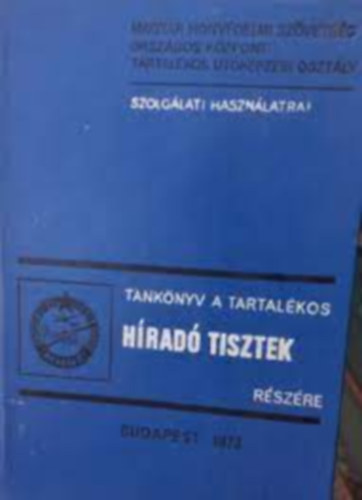 MAGYAR HONVÉDELMI SZÖVETSÉG
ORSZÁGOS KÖZPONT
TARTALÉKOS UTÓKÉPZÉSI OSZTÁLY
SZOLGÁLATI HASZNÁLATRA!
TANKÖNYV A TARTALÉKOS
HÍRADÓ TISZTEK
RÉSZÉRE
BUDAPEST